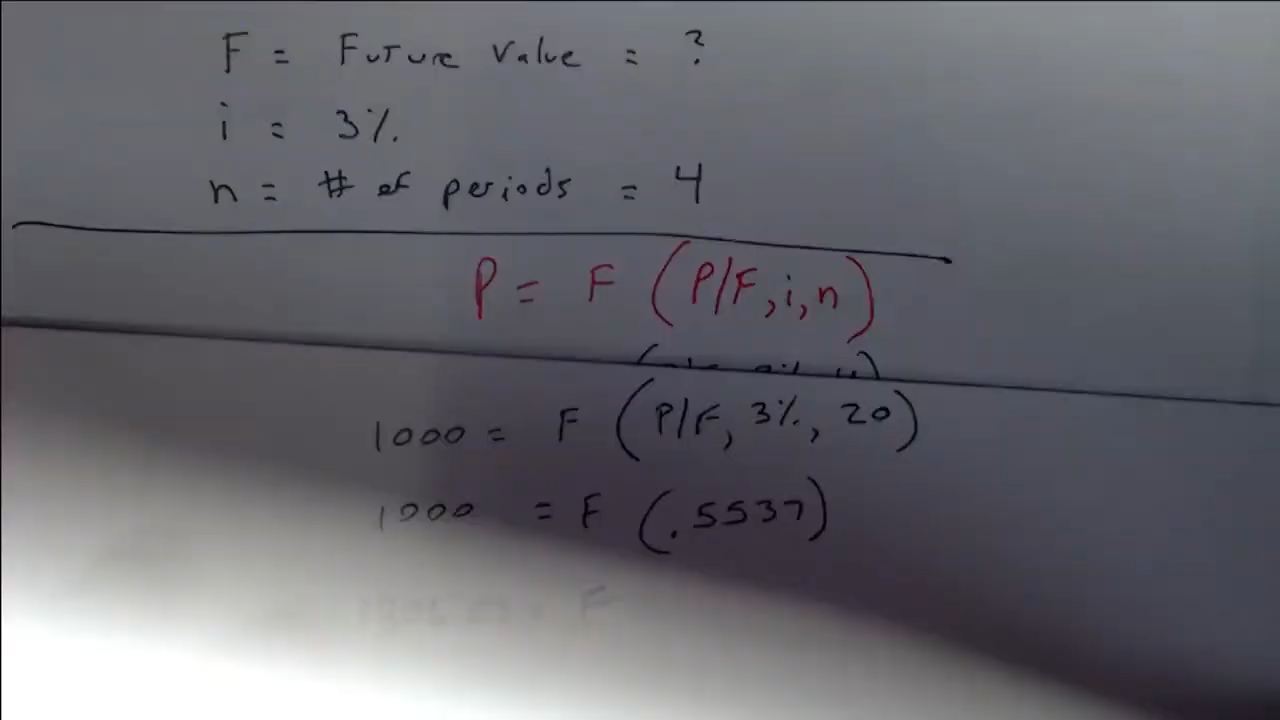 F = Future Value = ?
i = 3%.
n = # of periods = 4
P = F (P/F, i, n)
1000 = F (P/F, 3%, 20)
1000 = F (.5537)
F